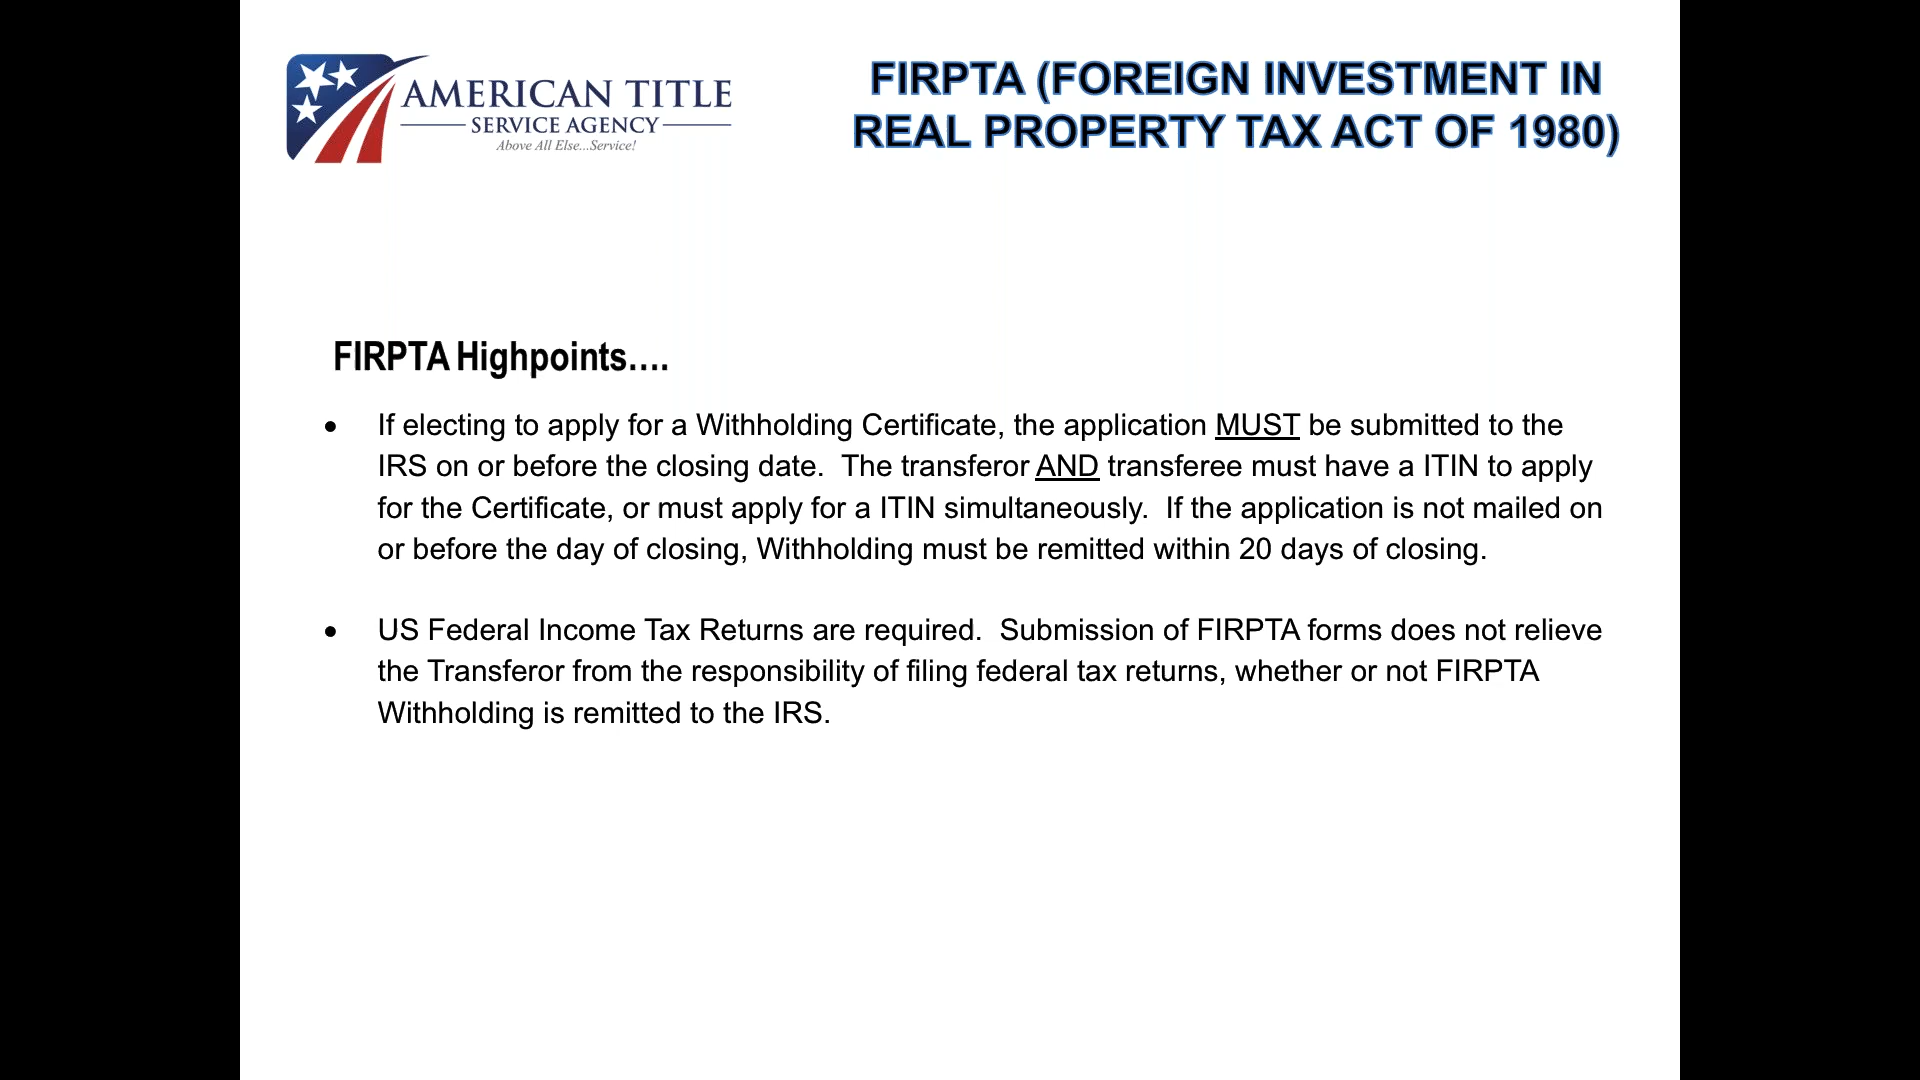 AMERICAN TITLE
SERVICE AGENCY
Above All Else...Service!
FIRPTA (FOREIGN INVESTMENT IN
REAL PROPERTY TAX ACT OF 1980)
FIRPTA Highpoints….
• If electing to apply for a Withholding Certificate, the application MUST be submitted to the
IRS on or before the closing date.  The transferor AND transferee must have a ITIN to apply
for the Certificate, or must apply for a ITIN simultaneously.  If the application is not mailed on
or before the day of closing, Withholding must be remitted within 20 days of closing.
• US Federal Income Tax Returns are required.  Submission of FIRPTA forms does not relieve
the Transferor from the responsibility of filing federal tax returns, whether or not FIRPTA
Withholding is remitted to the IRS.